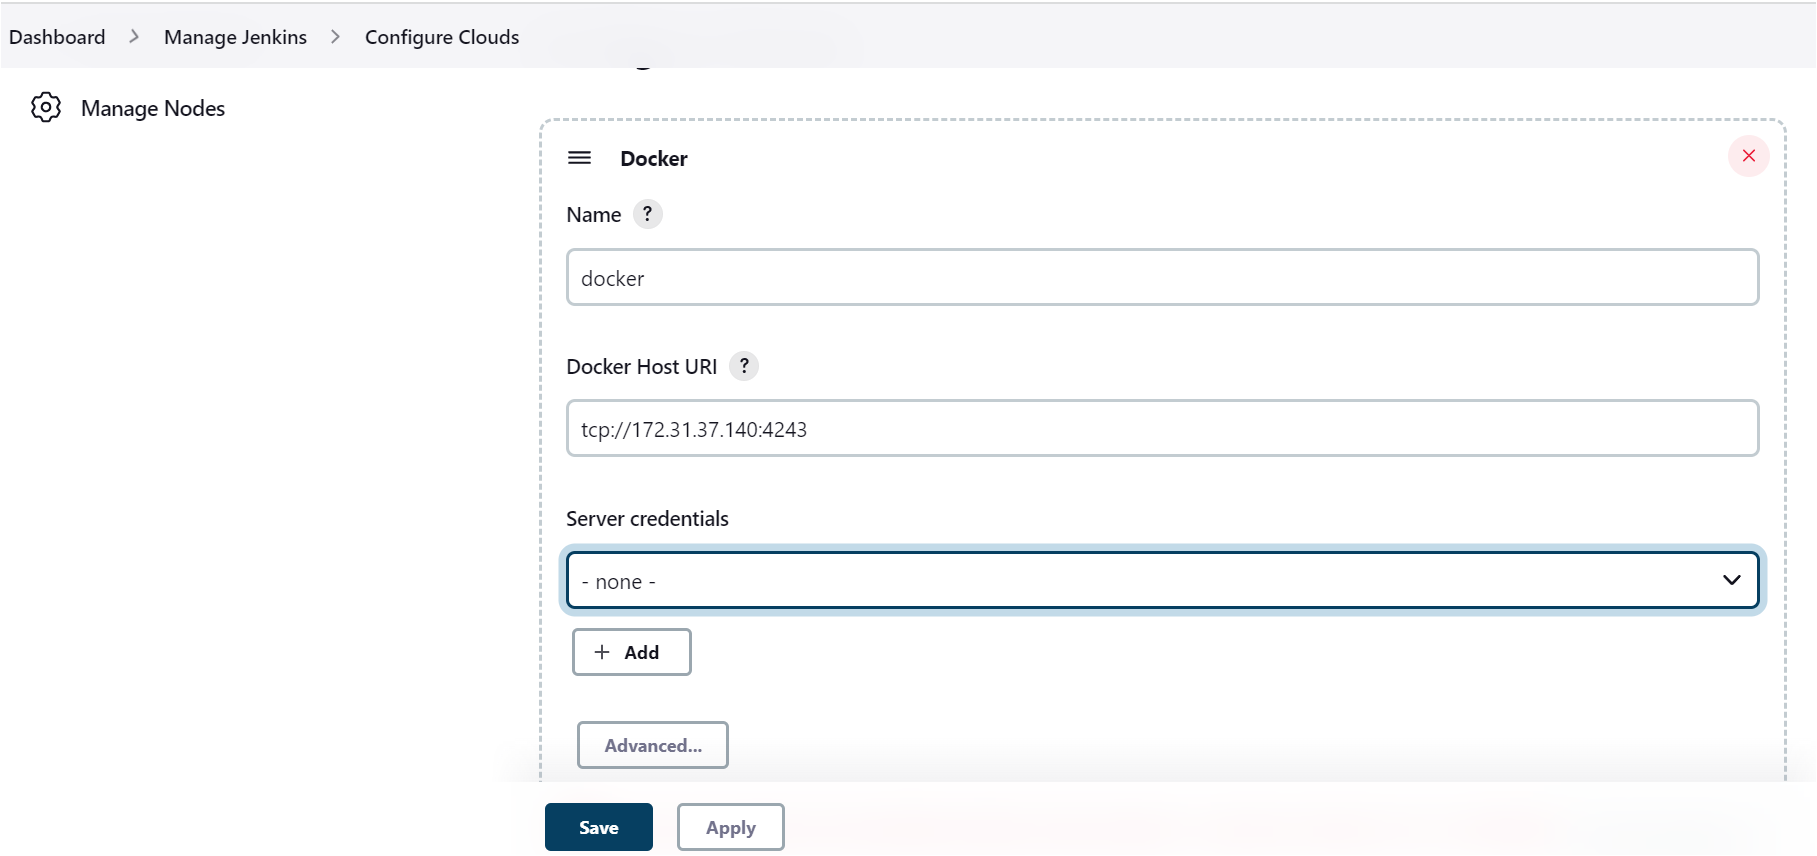 Dashboard > Manage Jenkins > Configure Clouds
Manage Nodes
Docker
Name ?
docker
Docker Host URI ?
tcp://172.31.37.140:4243
Server credentials
- none -
+ Add
Advanced...
Save Apply